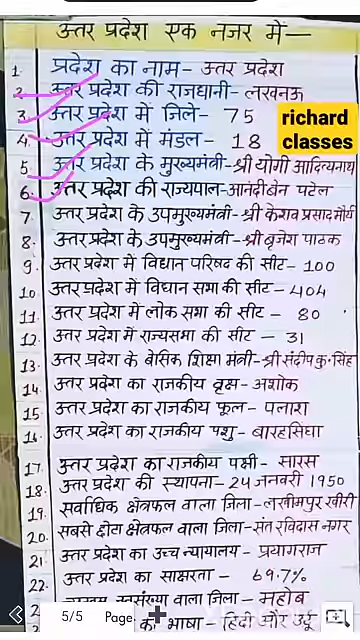 उत्तर प्रदेश एक नजर में—
1. प्रदेश का नाम - उत्तर प्रदेश
2. उत्तर प्रदेश की राजधानी - लखनऊ
3. उत्तर प्रदेश में जिले - 75
4. उत्तर प्रदेश में मंडल - 18
richard
classes
5. उत्तर प्रदेश के मुख्यमंत्री - श्री योगी आदित्यनाथ
6. उत्तर प्रदेश की राज्यपाल - आनंदीबेन पटेल
7. उत्तर प्रदेश के उपमुख्यमंत्री - श्री केशव प्रसाद मौर्य
8. उत्तर प्रदेश के उपमुख्यमंत्री - श्री बृजेश पाठक
9. उत्तर प्रदेश में विधान परिषद की सीट - 100
10. उत्तर प्रदेश में विधान सभा की सीट - 404
11. उत्तर प्रदेश में लोक सभा की सीट - 80
12. उत्तर प्रदेश में राज्यसभा की सीट - 31
13. उत्तर प्रदेश के बेसिक शिक्षा मंत्री - श्री संदीप कु॰ सिंह
14. उत्तर प्रदेश का राजकीय वृक्ष - अशोक
15. उत्तर प्रदेश का राजकीय फूल - पलाश
16. उत्तर प्रदेश का राजकीय पशु - बारहसिंघा
17. उत्तर प्रदेश का राजकीय पक्षी - सारस
18. उत्तर प्रदेश की स्थापना - 24 जनवरी 1950
19. सर्वाधिक क्षेत्रफल वाला जिला - लखीमपुर खीरी
20. सबसे छोटा क्षेत्रफल वाला जिला - संत रविदास नगर
21. उत्तर प्रदेश का उच्च न्यायालय - प्रयागराज
22. उत्तर प्रदेश का साक्षरता - 69.7%
जनसंख्या वाला जिला - महोब
की भाषा - हिंदी और उर्दू
5/5 Page